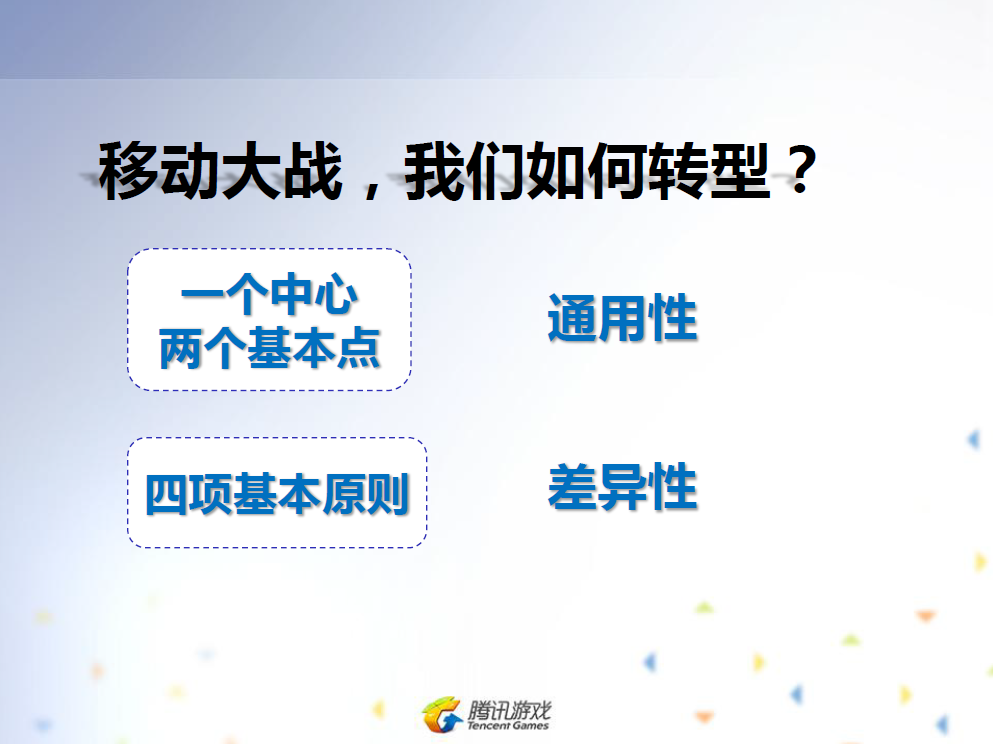 移动大战，我们如何转型？
一个中心
两个基本点
通用性
四项基本原则
差异性
腾讯游戏
Tencent Games